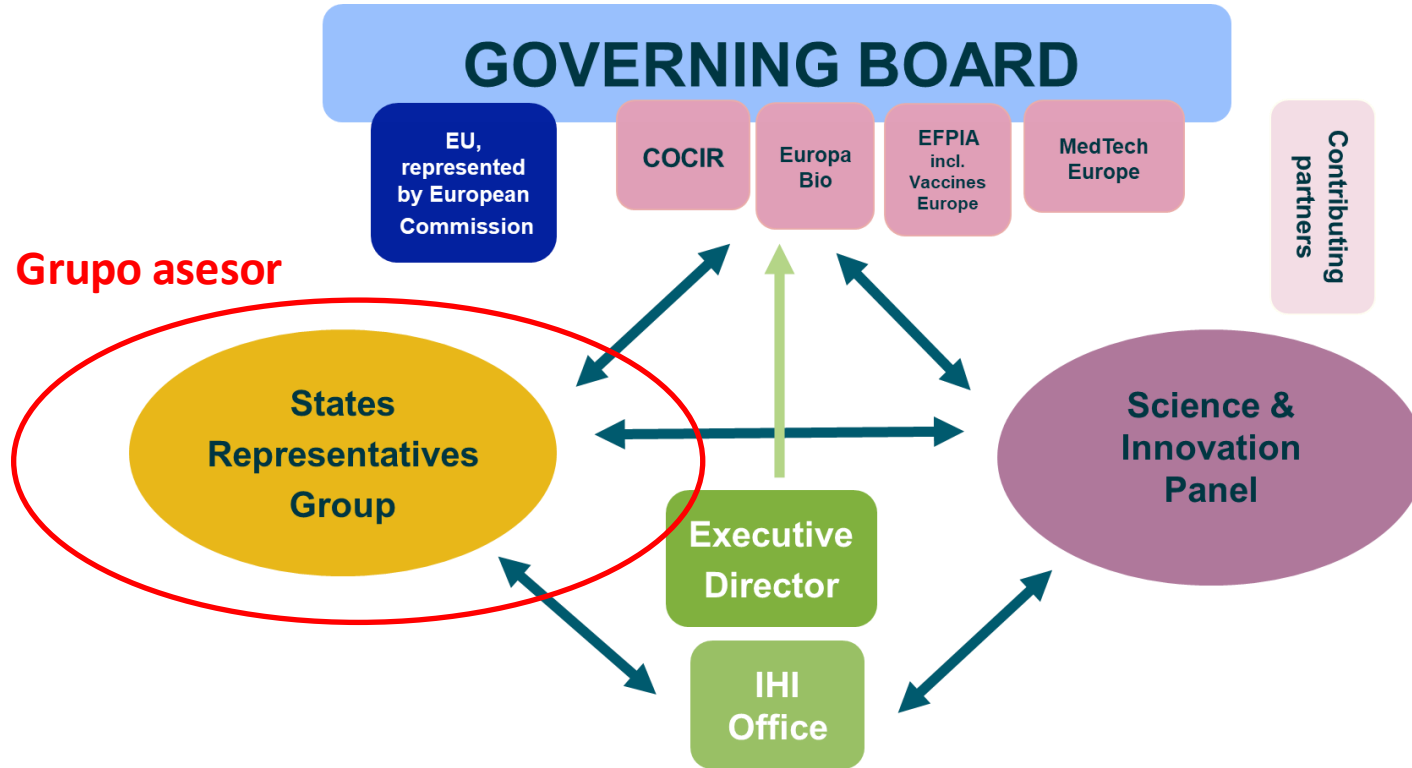 GOVERNING BOARD
EU,
represented
by European
Commission
COCIR
Europa
Bio
EFPIA
incl.
Vaccines
Europe
MedTech
Europe
Contributing
partners
Grupo asesor
States
Representatives
Group
Science &
Innovation
Panel
Executive
Director
IHI
Office